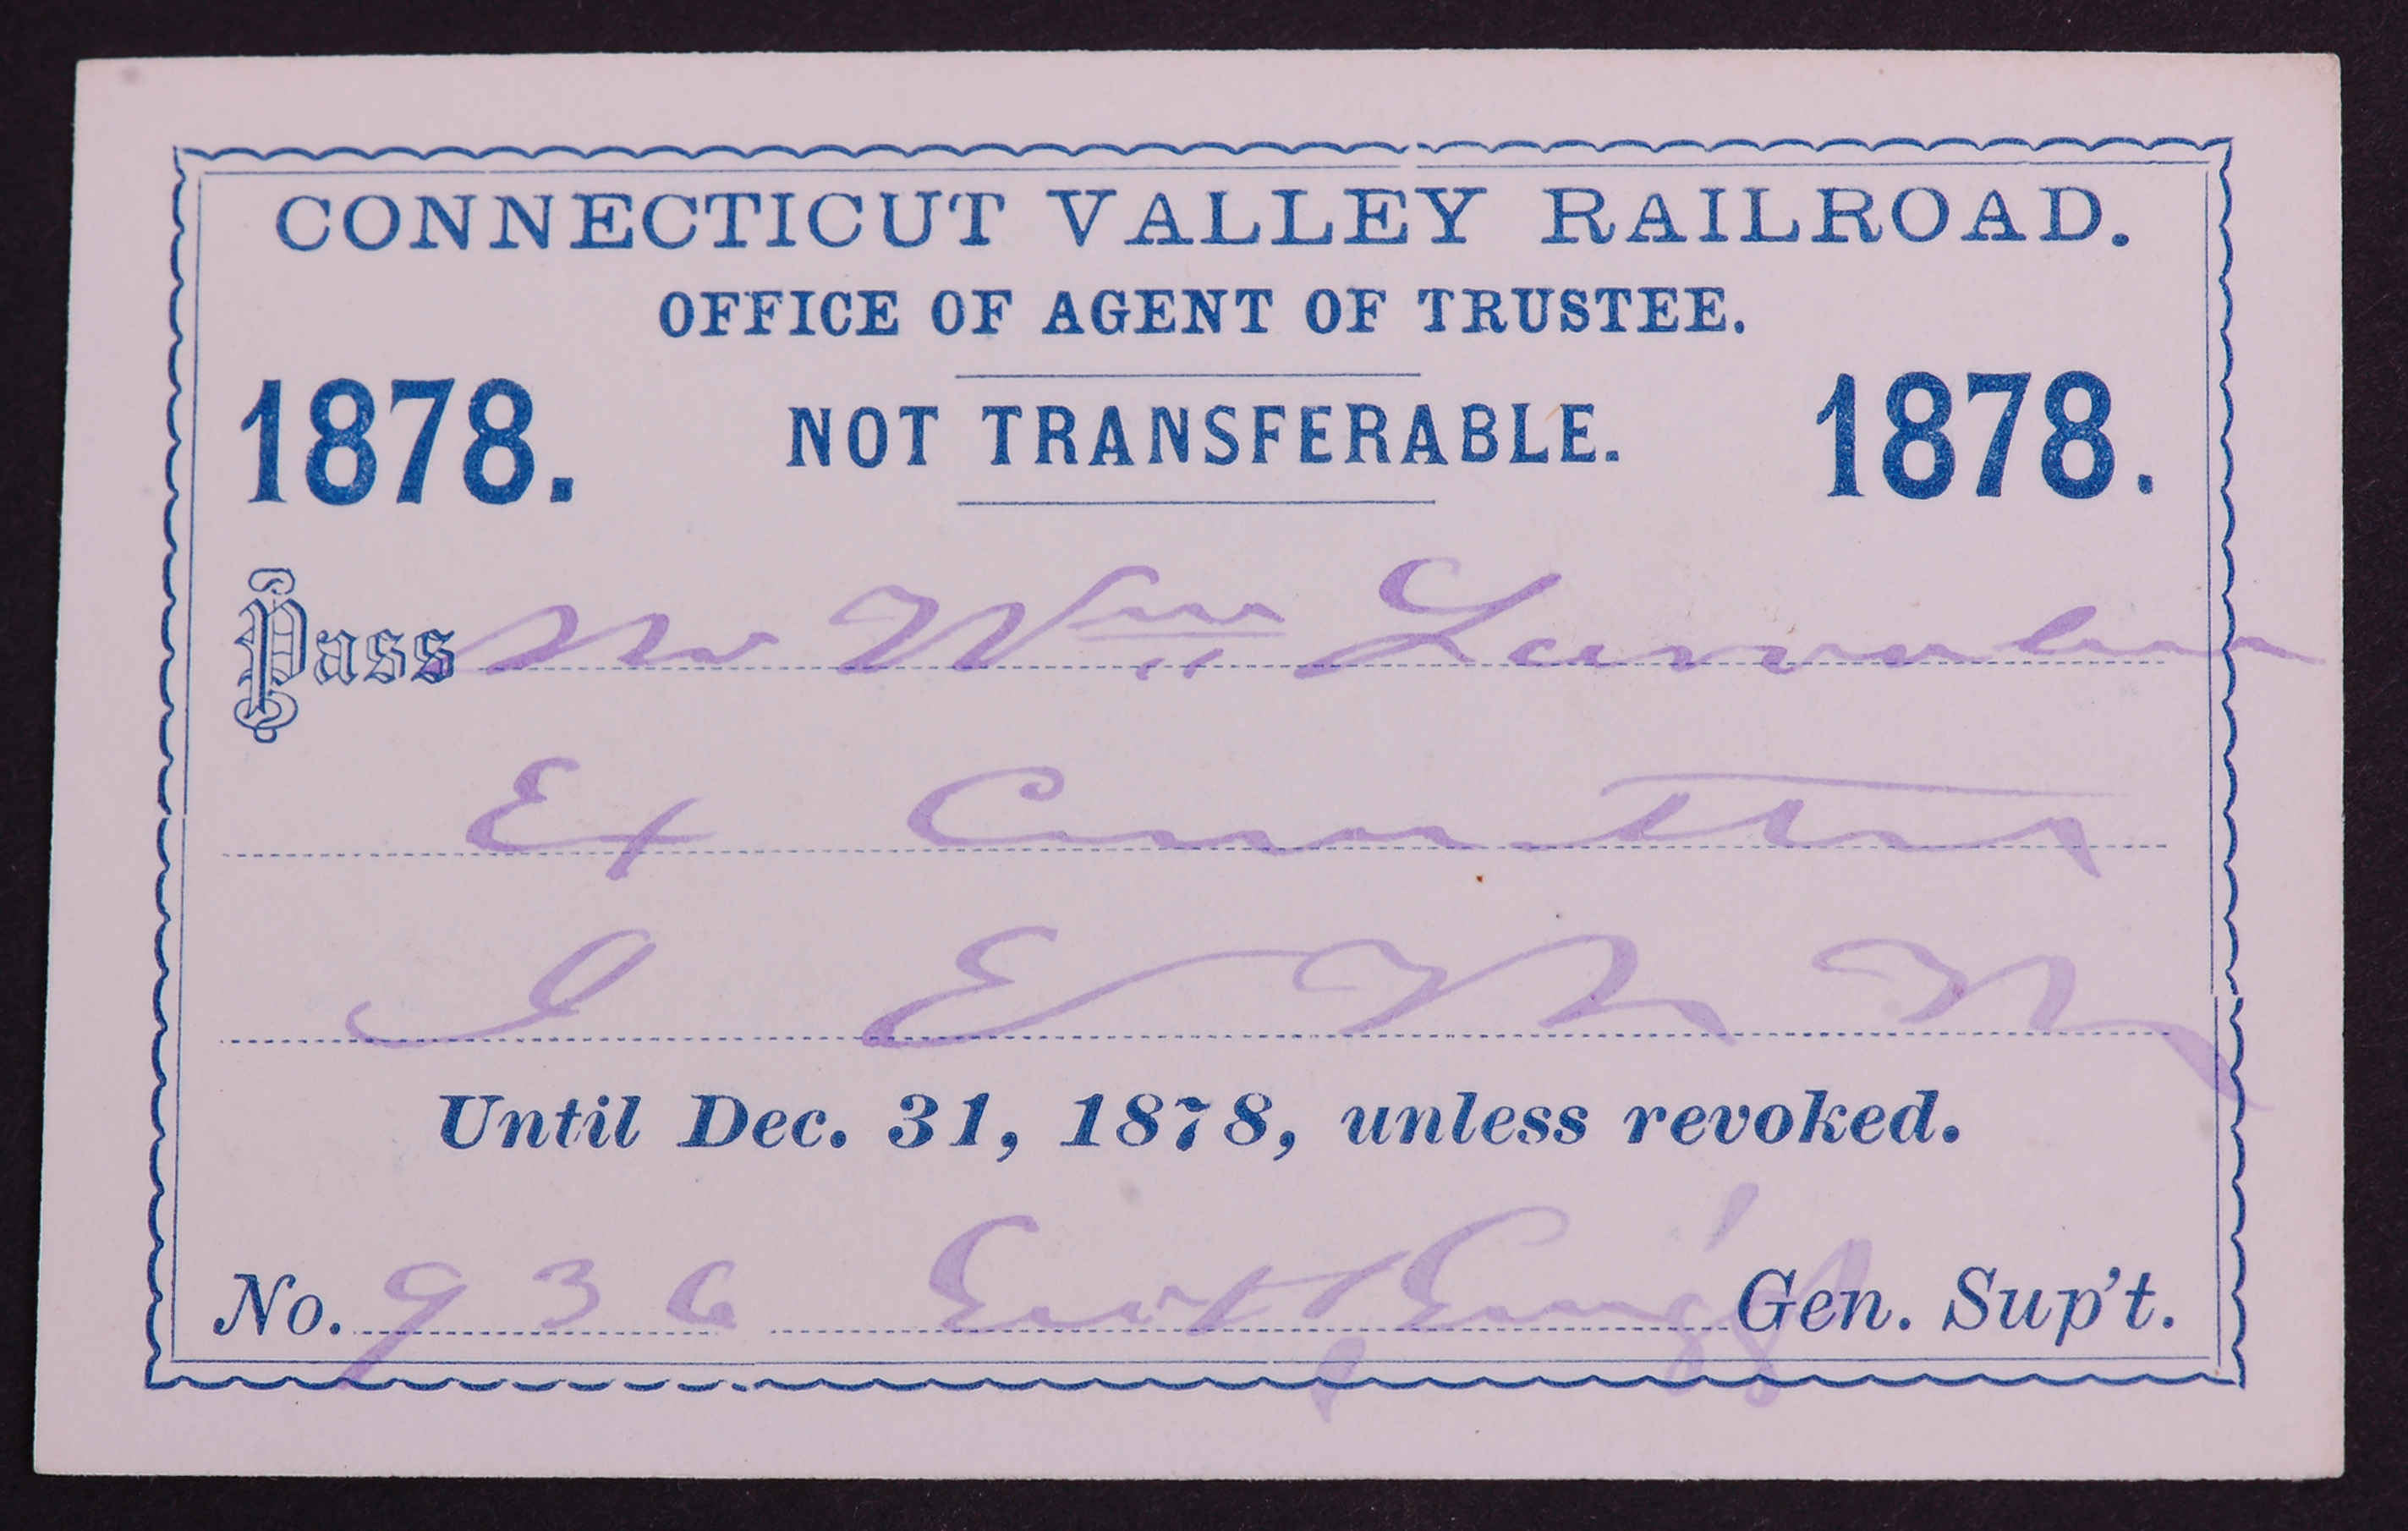 CONNECTICUT VALLEY RAILROAD.
OFFICE OF AGENT OF TRUSTEE.
1878. NOT TRANSFERABLE. 1878.
Pass Mr Wm
Ex
Until Dec. 31, 1878, unless revoked.
No. 936 Gen. Sup't.